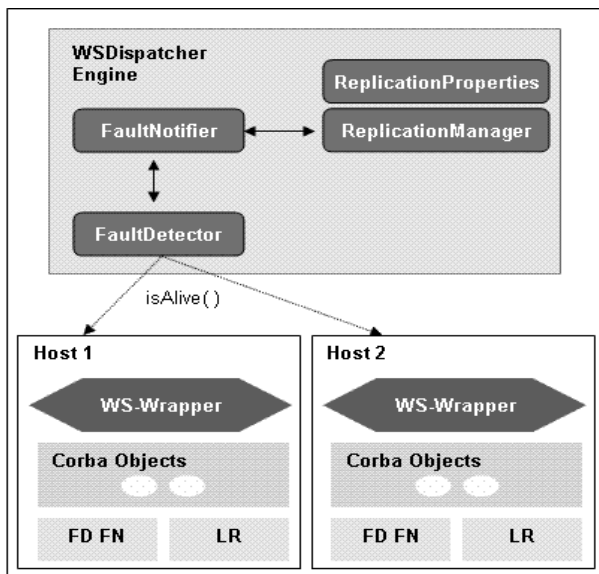 WSDispatcher
Engine
ReplicationProperties
FaultNotifier
ReplicationManager
FaultDetector
isAlive( )
Host 1
WS-Wrapper
Corba Objects
FD FN
LR
Host 2
WS-Wrapper
Corba Objects
FD FN
LR